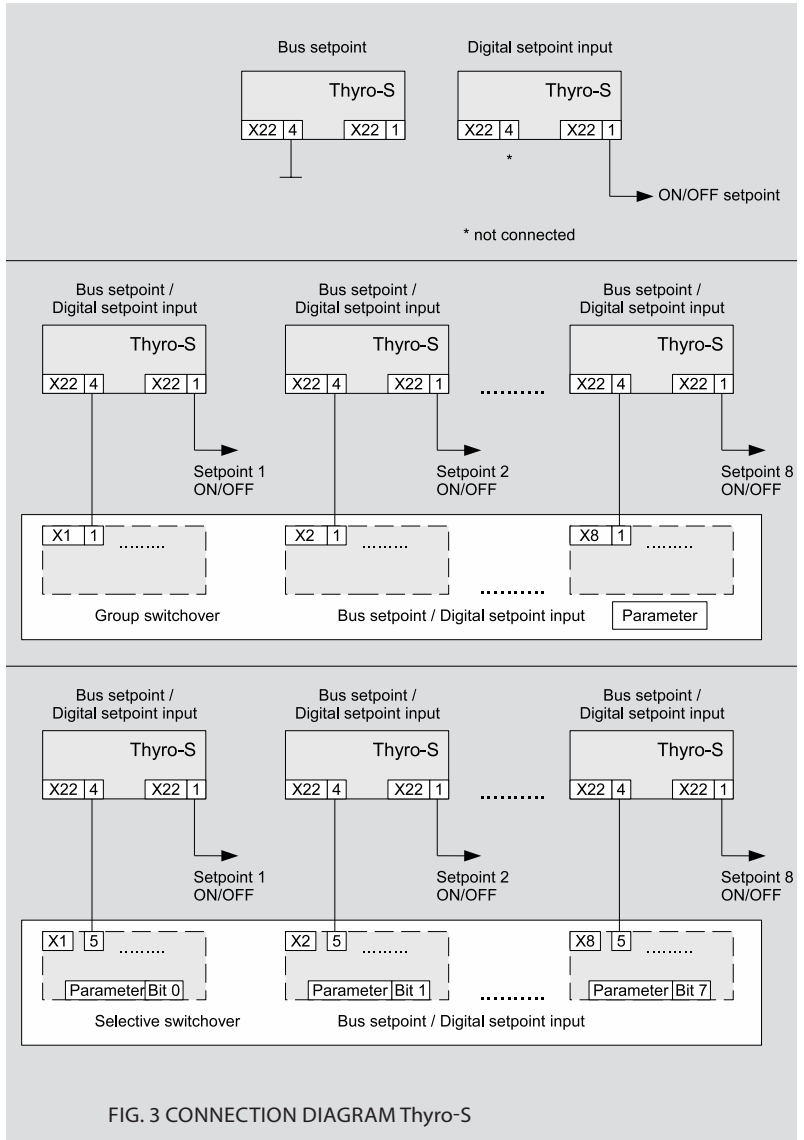 Bus setpoint Digital setpoint input
Thyro-S Thyro-S
X22 4 X22 1 X22 4 X22 1
*
ON/OFF setpoint
* not connected
Bus setpoint / Bus setpoint / Bus setpoint /
Digital setpoint input Digital setpoint input Digital setpoint input
Thyro-S Thyro-S Thyro-S
X22 4 X22 1 X22 4 X22 1 .......... X22 4 X22 1
Setpoint 1 Setpoint 2 Setpoint 8
ON/OFF ON/OFF ON/OFF
X1 1 ......... X2 1 ......... X8 1 .........
..........
Group switchover Bus setpoint / Digital setpoint input Parameter
Bus setpoint / Bus setpoint / Bus setpoint /
Digital setpoint input Digital setpoint input Digital setpoint input
Thyro-S Thyro-S Thyro-S
X22 4 X22 1 X22 4 X22 1 .......... X22 4 X22 1
Setpoint 1 Setpoint 2 Setpoint 8
ON/OFF ON/OFF ON/OFF
X1 5 ......... X2 5 ......... X8 5 .........
Parameter Bit 0 Parameter Bit 1 .......... Parameter Bit 7
Selective switchover Bus setpoint / Digital setpoint input
FIG. 3 CONNECTION DIAGRAM Thyro-S